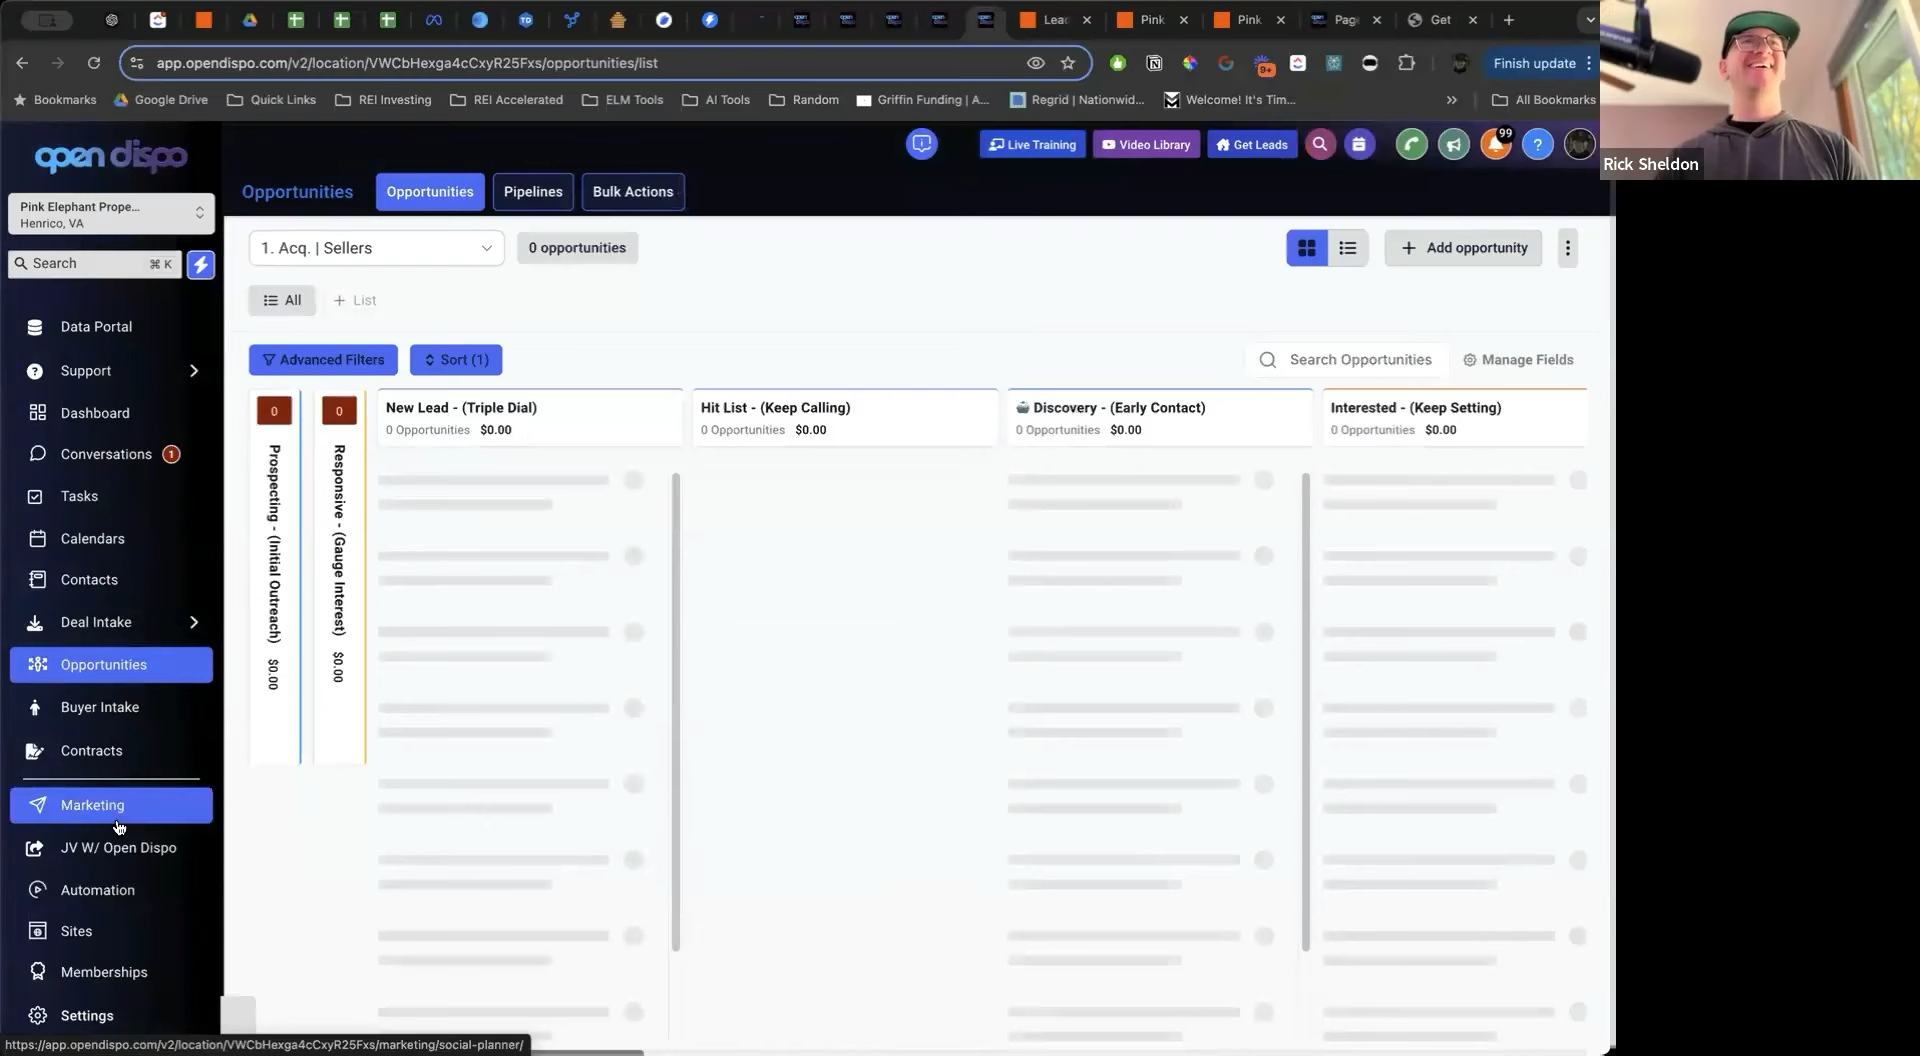 Leac
Pink
Pink
Pag
Get
app.opendispo.com/v2/location/VWCbHexga4cCxyR25Fxs/opportunities/list
9+
Finish update
Bookmarks
Google Drive
Quick Links
REI Investing
REI Accelerated
ELM Tools
AI Tools
Random
Griffin Funding | A...
Regrid | Nationwid...
Welcome! It's Tim...
All Bookmarks
Rick Sheldon
open dispo
Live Training
Video Library
Get Leads
99
Pink Elephant Prope...
Henrico, VA
Search
⌘ K
Opportunities
Opportunities
Pipelines
Bulk Actions
1. Acq. | Sellers
0 opportunities
+ Add opportunity
All
+ List
Advanced Filters
Sort (1)
Search Opportunities
Manage Fields
Data Portal
Support
Dashboard
Conversations 1
Tasks
Calendars
Contacts
Deal Intake
Opportunities
Buyer Intake
Contracts
Marketing
JV W/ Open Dispo
Automation
Sites
Memberships
Settings
0
Prospecting - (Initial Outreach) $0.00
0
Responsive - (Gauge Interest) $0.00
New Lead - (Triple Dial)
0 Opportunities $0.00
Hit List - (Keep Calling)
0 Opportunities $0.00
Discovery - (Early Contact)
0 Opportunities $0.00
Interested - (Keep Setting)
0 Opportunities $0.00
https://app.opendispo.com/v2/location/VWCbHexga4cCxyR25Fxs/marketing/social-planner/